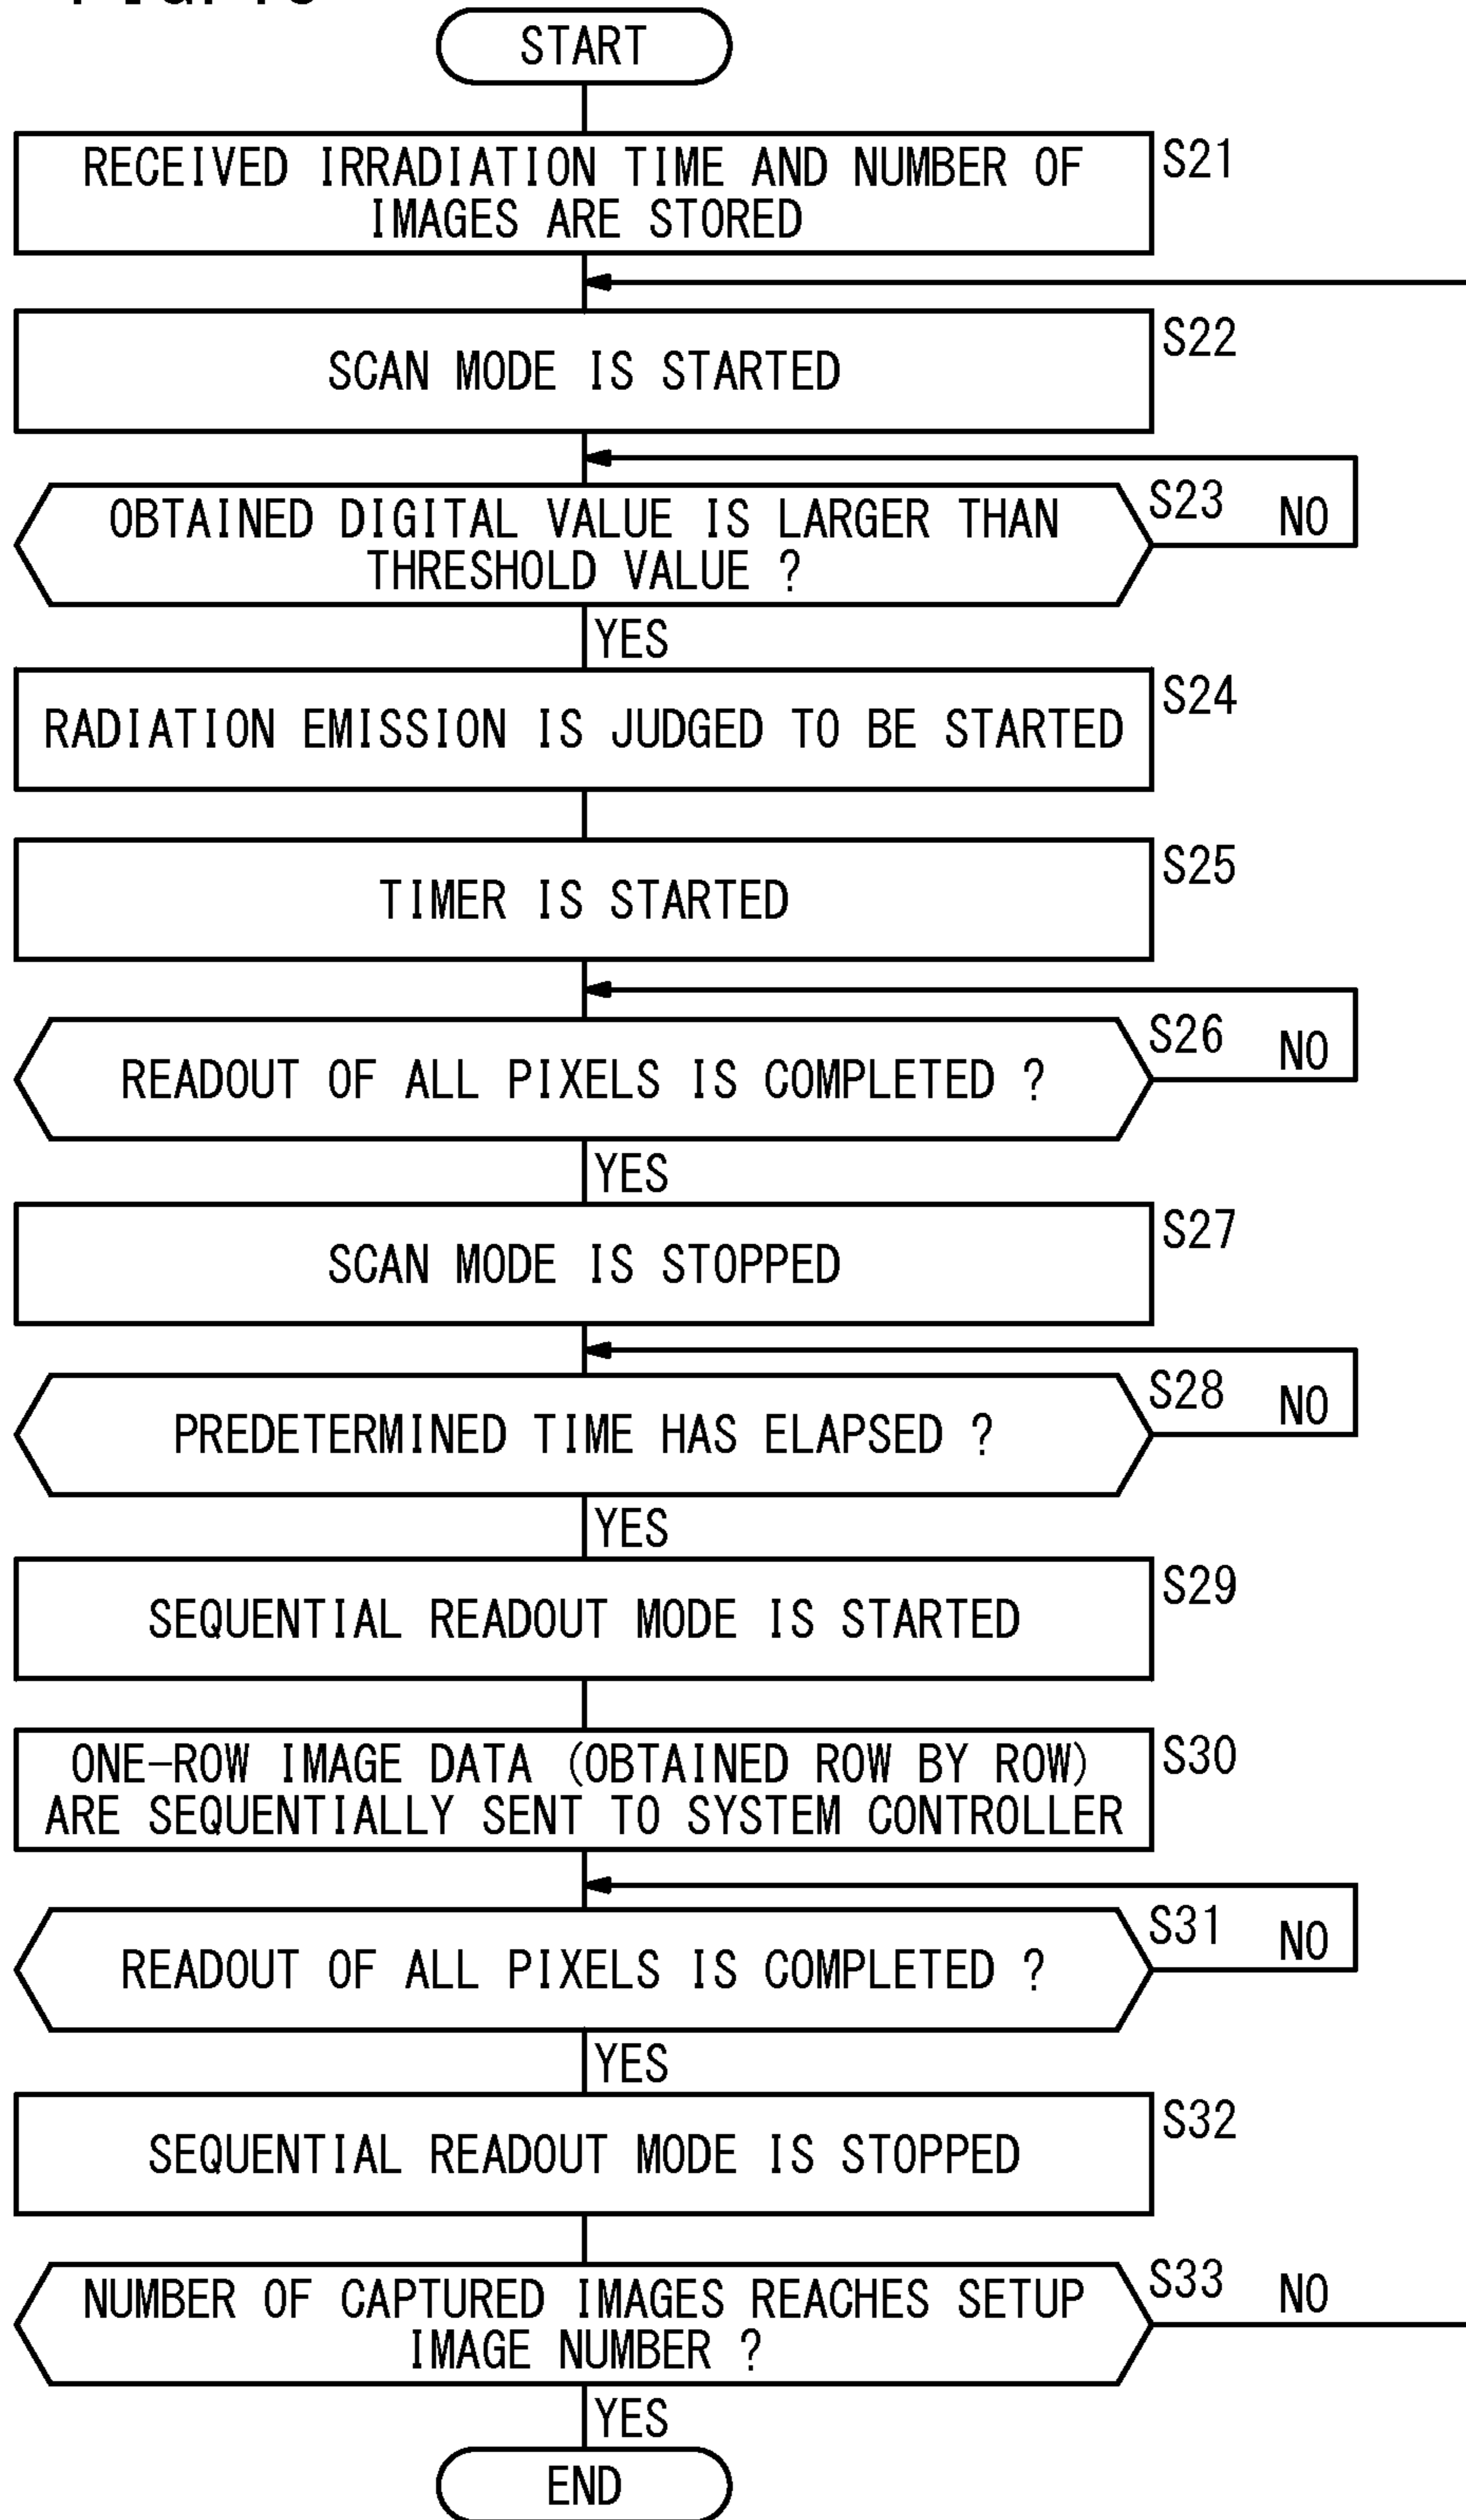 START
RECEIVED IRRADIATION TIME AND NUMBER OF
IMAGES ARE STORED
S21
SCAN MODE IS STARTED
S22
OBTAINED DIGITAL VALUE IS LARGER THAN
THRESHOLD VALUE ?
S23 NO
YES
RADIATION EMISSION IS JUDGED TO BE STARTED
S24
TIMER IS STARTED
S25
READOUT OF ALL PIXELS IS COMPLETED ?
S26 NO
YES
SCAN MODE IS STOPPED
S27
PREDETERMINED TIME HAS ELAPSED ?
S28 NO
YES
SEQUENTIAL READOUT MODE IS STARTED
S29
ONE-ROW IMAGE DATA (OBTAINED ROW BY ROW)
ARE SEQUENTIALLY SENT TO SYSTEM CONTROLLER
S30
READOUT OF ALL PIXELS IS COMPLETED ?
S31 NO
YES
SEQUENTIAL READOUT MODE IS STOPPED
S32
NUMBER OF CAPTURED IMAGES REACHES SETUP
IMAGE NUMBER ?
S33 NO
YES
END